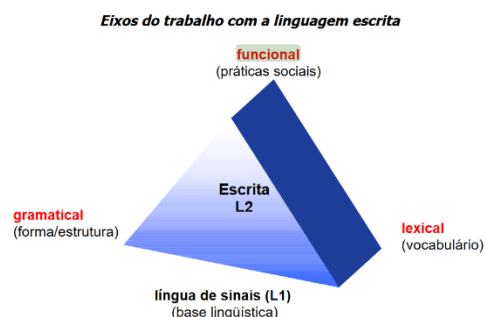 Eixos do trabalho com a linguagem escrita
funcional
(práticas sociais)
Escrita
L2
gramatical
(forma/estrutura)
lexical
(vocabulário)
língua de sinais (L1)
(base lingüística)